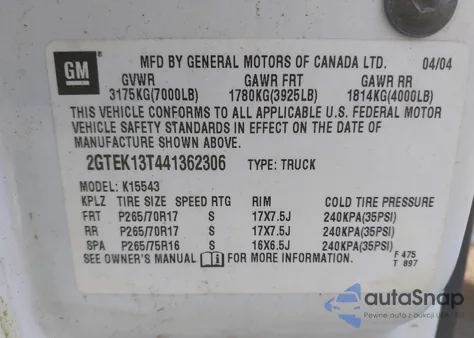 GM
MFD BY GENERAL MOTORS OF CANADA LTD. 04/04
GVWR GAWR FRT GAWR RR
3175KG(7000LB) 1780KG(3925LB) 1814KG(4000LB)
THIS VEHICLE CONFORMS TO ALL APPLICABLE U.S. FEDERAL MOTOR
VEHICLE SAFETY STANDARDS IN EFFECT ON THE DATE OF
MANUFACTURE SHOWN ABOVE.
2GTEK13T441362306 TYPE: TRUCK
MODEL: K15543
KPLZ TIRE SIZE SPEED RTG RIM COLD TIRE PRESSURE
FRT P265/70R17 S 17X7.5J 240KPA(35PSI)
RR P265/70R17 S 17X7.5J 240KPA(35PSI)
SPA P265/75R16 S 16X6.5J 240KPA(35PSI)
SEE OWNER'S MANUAL FOR MORE INFORMATION. F 475
T 897
autoSnap
Pewne auta z aukcji USA